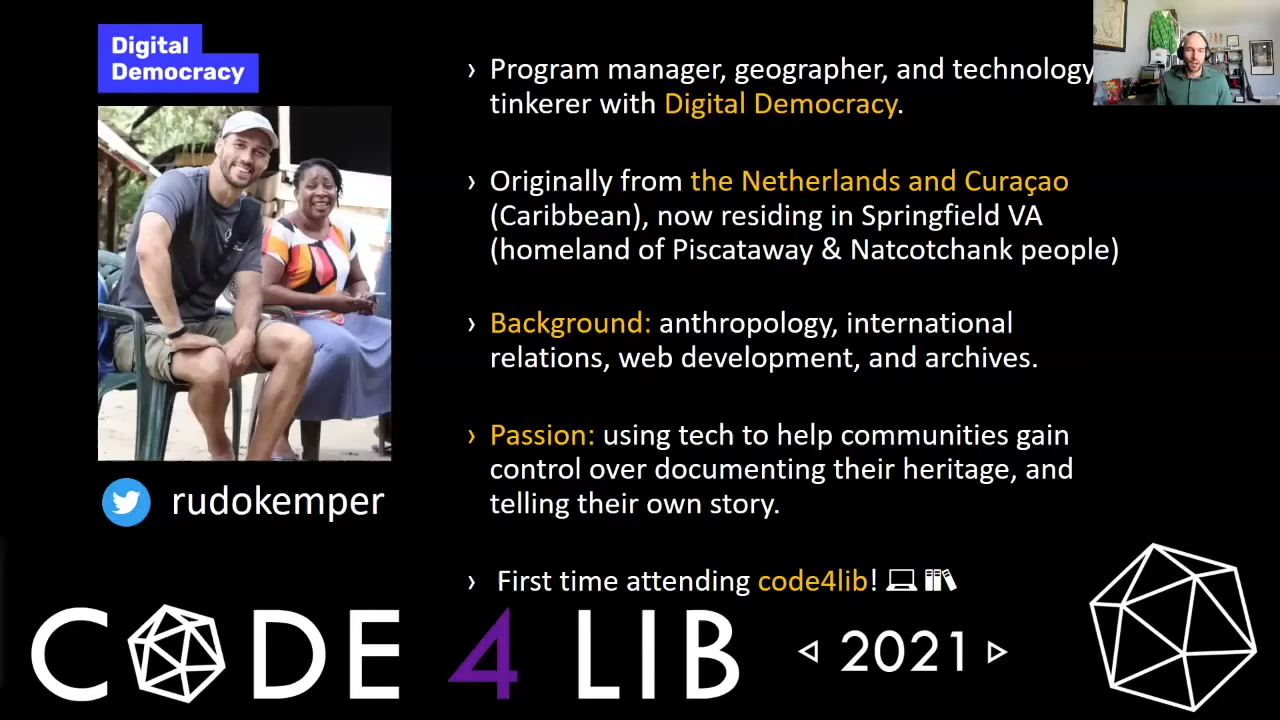 Digital
Democracy
› Program manager, geographer, and technology
tinkerer with Digital Democracy.
› Originally from the Netherlands and Curaçao
(Caribbean), now residing in Springfield VA
(homeland of Piscataway & Natcotchank people)
› Background: anthropology, international
relations, web development, and archives.
› Passion: using tech to help communities gain
control over documenting their heritage, and
telling their own story.
› First time attending code4lib!
rudokemper
CODE 4 LIB 2021